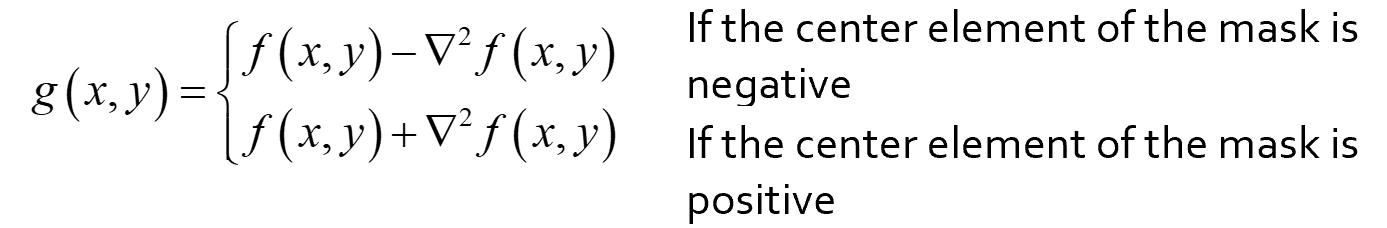 g(x,y)={f(x,y)−∇²f(x,y)
f(x,y)+∇²f(x,y)
If the center element of the mask is
negative
If the center element of the mask is
positive